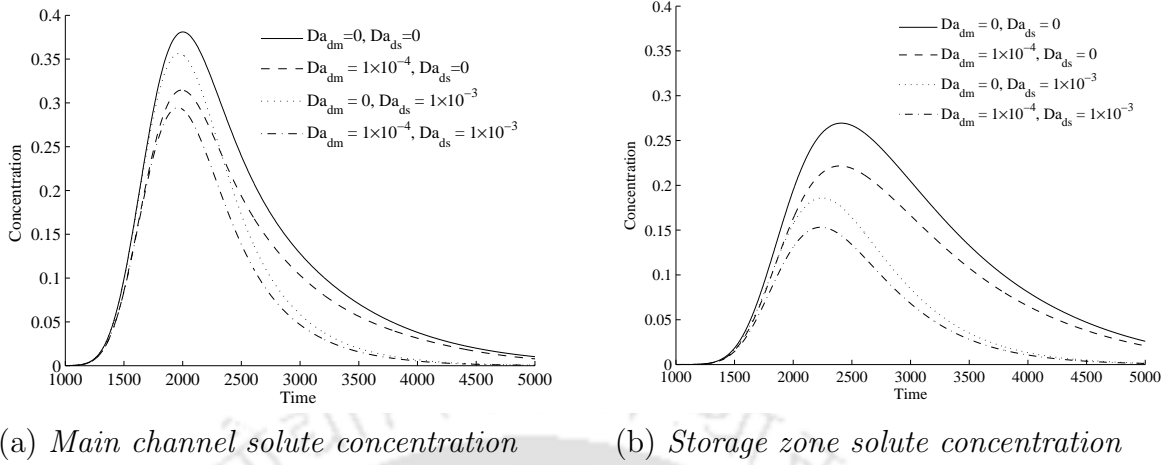 0.4
0.35
0.3
0.25
0.2
0.15
0.1
0.05
0
Concentration
1000 1500 2000 2500 3000 3500 4000 4500 5000
Time
Da_dm=0, Da_ds=0
Da_dm = 1×10^−4, Da_ds=0
Da_dm = 0, Da_ds = 1×10^−3
Da_dm = 1×10^−4, Da_ds = 1×10^−3
(a) Main channel solute concentration
0.4
0.35
0.3
0.25
0.2
0.15
0.1
0.05
0
Concentration
1000 1500 2000 2500 3000 3500 4000 4500 5000
Time
Da_dm = 0, Da_ds = 0
Da_dm = 1×10^−4, Da_ds = 0
Da_dm = 0, Da_ds = 1×10^−3
Da_dm = 1×10^−4, Da_ds = 1×10^−3
(b) Storage zone solute concentration